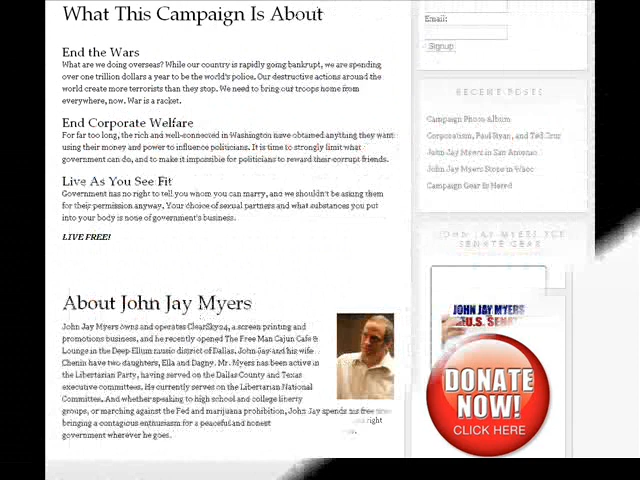 What This Campaign Is About
End the Wars
What are we doing overseas? While our country is rapidly going bankrupt, we are spending
over one trillion dollars a year to be the world's police. Our destructive actions around the
world create more terrorists than they stop. We need to bring our troops home from
everywhere, now. War is a racket.
End Corporate Welfare
For far too long, the rich and well-connected in Washington have obtained anything they want
using their money and power to influence politicians. It is time to strongly limit what
government can do, and to make it impossible for politicians to reward their corrupt friends.
Live As You See Fit
Government has no right to tell you whom you can marry, and we shouldn't be asking them
for their permission anyway. Your choice of sexual partners and what substances you put
into your body is none of government's business.
LIVE FREE!
About John Jay Myers
John Jay Myers owns and operates ClearSky24, a screen printing and
promotions business, and he recently opened The Free Man Cajun Café &
Lounge in the Deep Ellum music district of Dallas. John Jay and his wife
Chenin have two daughters, Ella and Dagny. Mr. Myers has been active in
the Libertarian Party, having served on the Dallas County and Texas
executive committees. He currently serves on the Libertarian National
Committee. And whether speaking to high school and college liberty
groups, or marching against the Fed and marijuana prohibition, John Jay spends his free time
bringing a contagious enthusiasm for a peaceful and honest
government wherever he goes.
right
Email:
Signup
RECENT POSTS
Campaign Photo Album
Corporatism, Paul Ryan, and Ted Cruz
John Jay Myers in San Antonio
John Jay Myers Stops in Waco
Campaign Gear Is Here!
JOHN JAY MYERS FOR
SENATE GEAR
JOHN JAY MYERS
U.S. SENATE
DONATE
NOW!
CLICK HERE